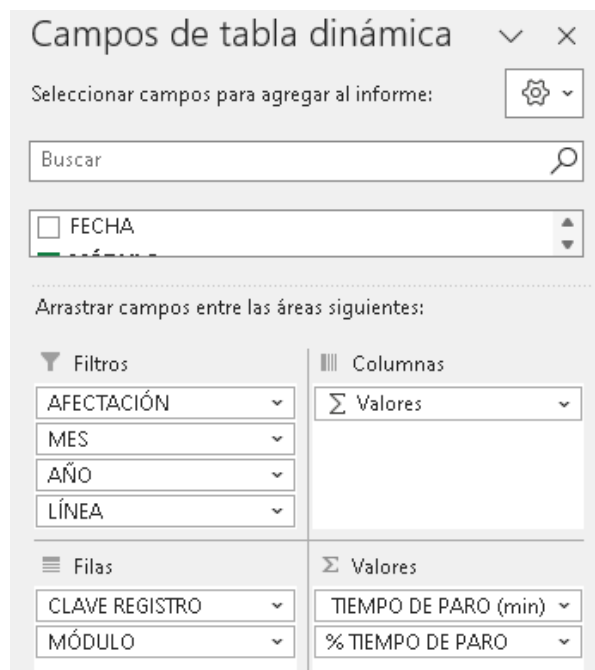 Campos de tabla dinámica
Seleccionar campos para agregar al informe:
Buscar
FECHA
Arrastrar campos entre las áreas siguientes:
Filtros
AFECTACIÓN
MES
AÑO
LÍNEA
Columnas
Σ Valores
Filas
CLAVE REGISTRO
MÓDULO
Σ Valores
TIEMPO DE PARO (min)
% TIEMPO DE PARO